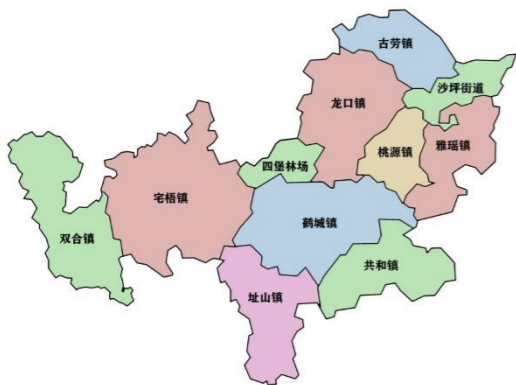 古劳镇
沙坪街道
龙口镇
雅瑶镇
桃源镇
四堡林场
宅梧镇
鹤城镇
双合镇
共和镇
址山镇